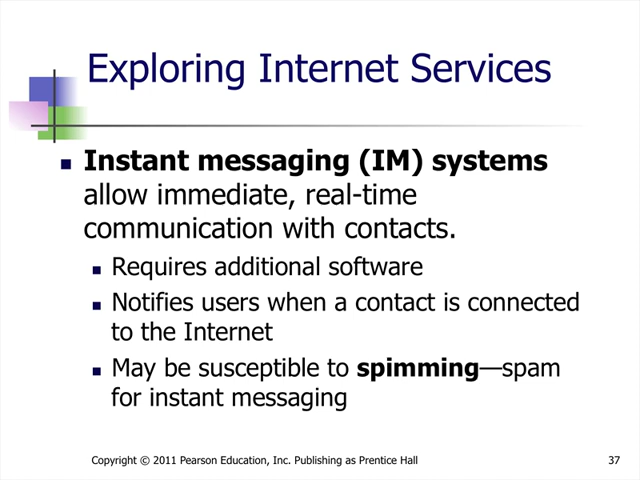 Exploring Internet Services
Instant messaging (IM) systems
allow immediate, real-time
communication with contacts.
Requires additional software
Notifies users when a contact is connected
to the Internet
May be susceptible to spimming—spam
for instant messaging
Copyright © 2011 Pearson Education, Inc. Publishing as Prentice Hall
37